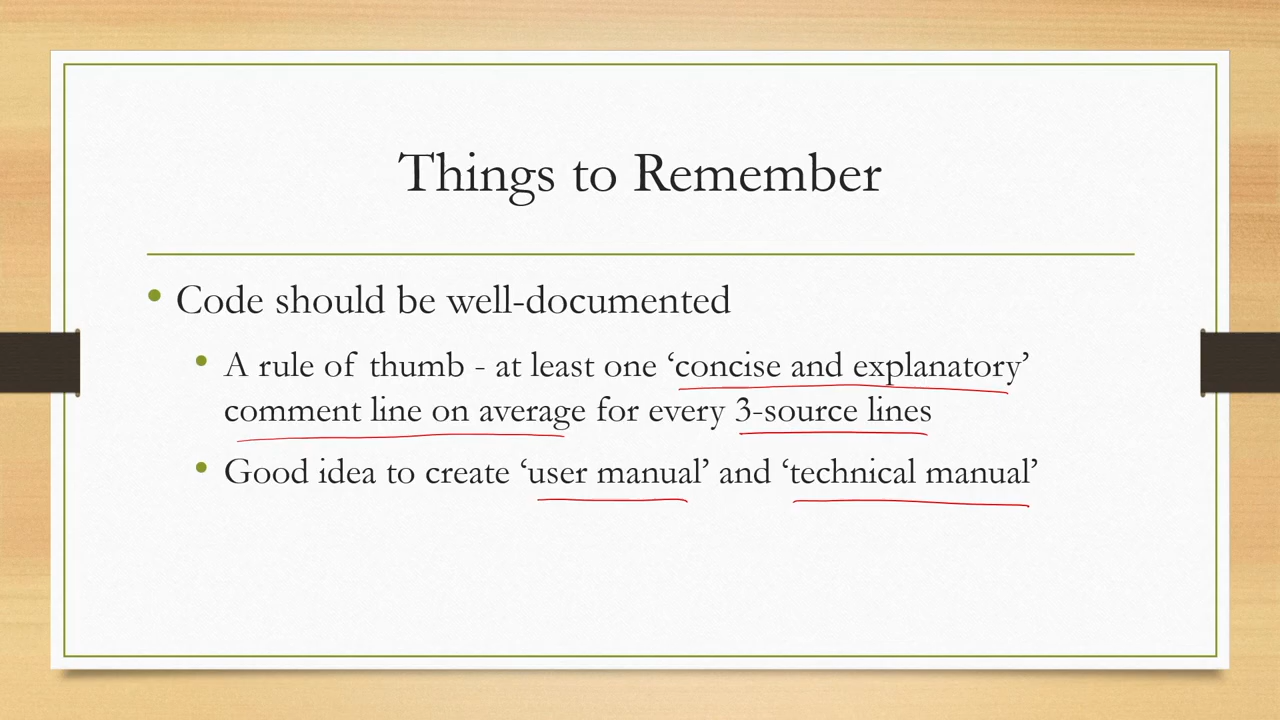 Things to Remember
• Code should be well-documented
• A rule of thumb - at least one ‘concise and explanatory’
comment line on average for every 3-source lines
• Good idea to create ‘user manual’ and ‘technical manual’